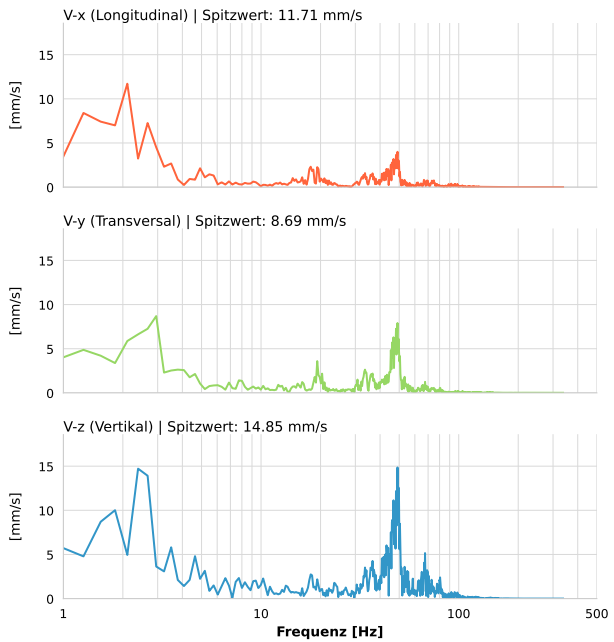 V-x (Longitudinal) | Spitzwert: 11.71 mm/s
15
10
5
0
[mm/s]
V-y (Transversal) | Spitzwert: 8.69 mm/s
15
10
5
0
[mm/s]
V-z (Vertikal) | Spitzwert: 14.85 mm/s
15
10
5
0
[mm/s]
1 10 100 500
Frequenz [Hz]